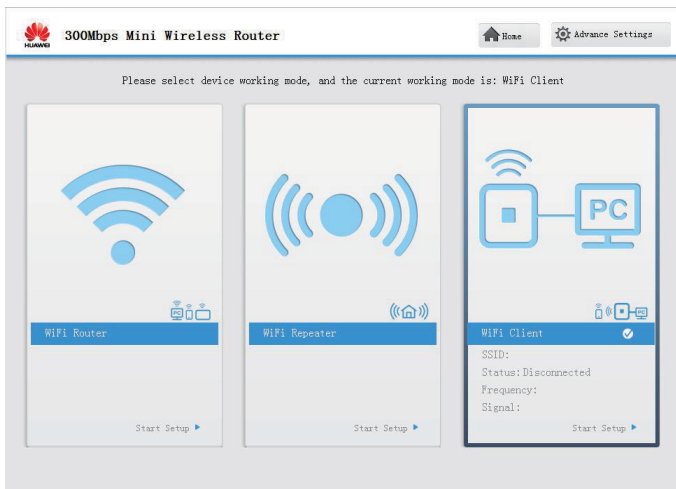 HUAWEI
300Mbps Mini Wireless Router
Home
Advance Settings
Please select device working mode, and the current working mode is: WiFi Client
PC
PC
WiFi Router
Start Setup
WiFi Repeater
Start Setup
PC
WiFi Client
SSID:
Status:Disconnected
Frequency:
Signal:
Start Setup